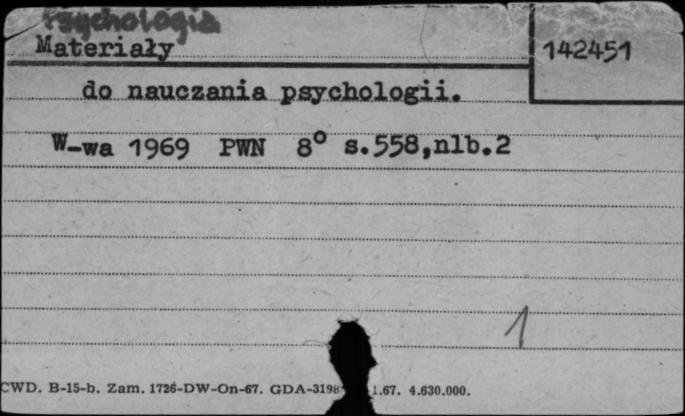 Psychologia
Materiały
142451
do nauczania psychologii.
W-wa 1969 PWN 8° s.558,nlb.2
1
CWD. B-15-b. Zam. 1726-DW-On-67. GDA-3198 1.67. 4.630.000.